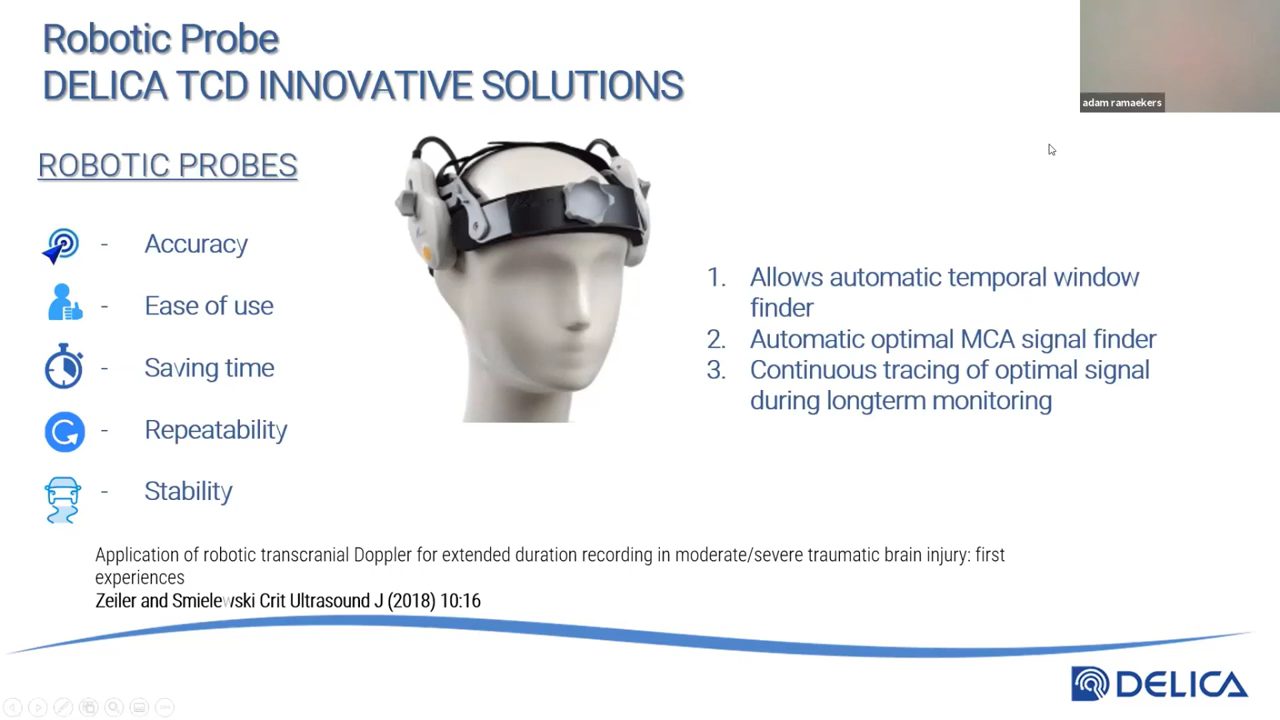 Robotic Probe
DELICA TCD INNOVATIVE SOLUTIONS
adam ramaekers
ROBOTIC PROBES
- Accuracy
- Ease of use
- Saving time
- Repeatability
- Stability
1. Allows automatic temporal window
finder
2. Automatic optimal MCA signal finder
3. Continuous tracing of optimal signal
during longterm monitoring
Application of robotic transcranial Doppler for extended duration recording in moderate/severe traumatic brain injury: first
experiences
Zeiler and Smielewski Crit Ultrasound J (2018) 10:16
DELICA